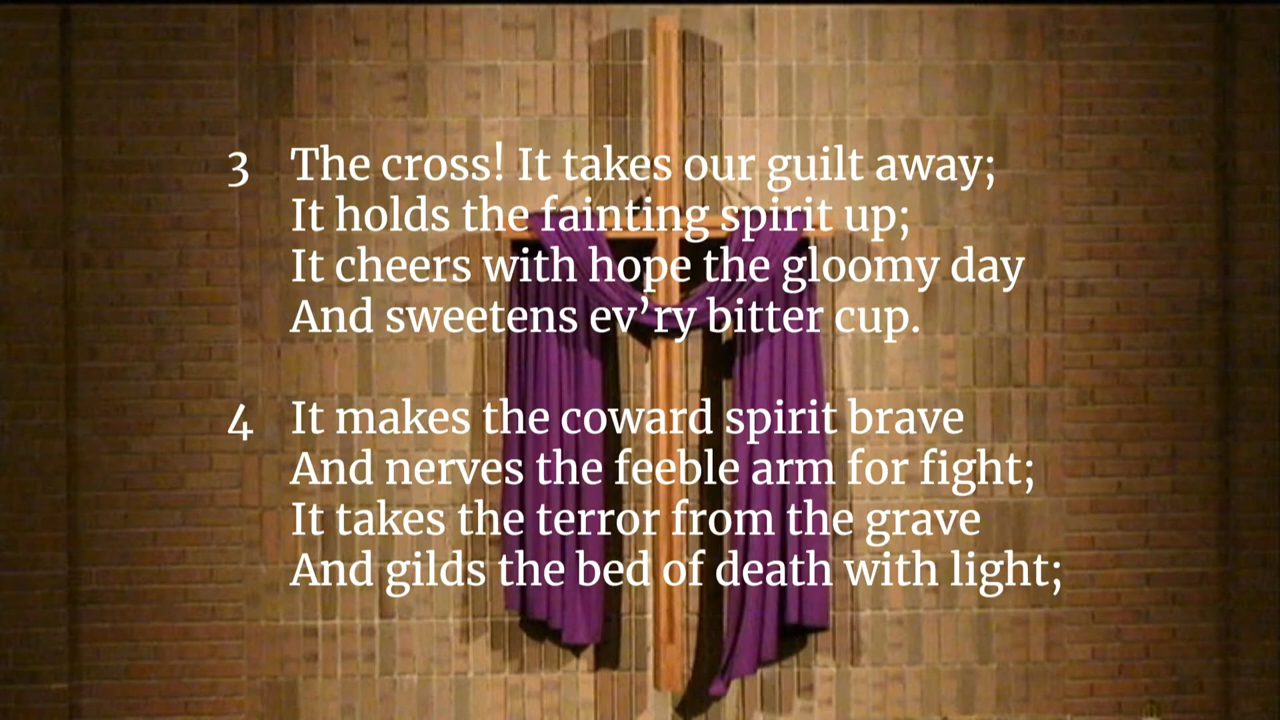 3 The cross! It takes our guilt away;
It holds the fainting spirit up;
It cheers with hope the gloomy day
And sweetens ev’ry bitter cup.
4 It makes the coward spirit brave
And nerves the feeble arm for fight;
It takes the terror from the grave
And gilds the bed of death with light;